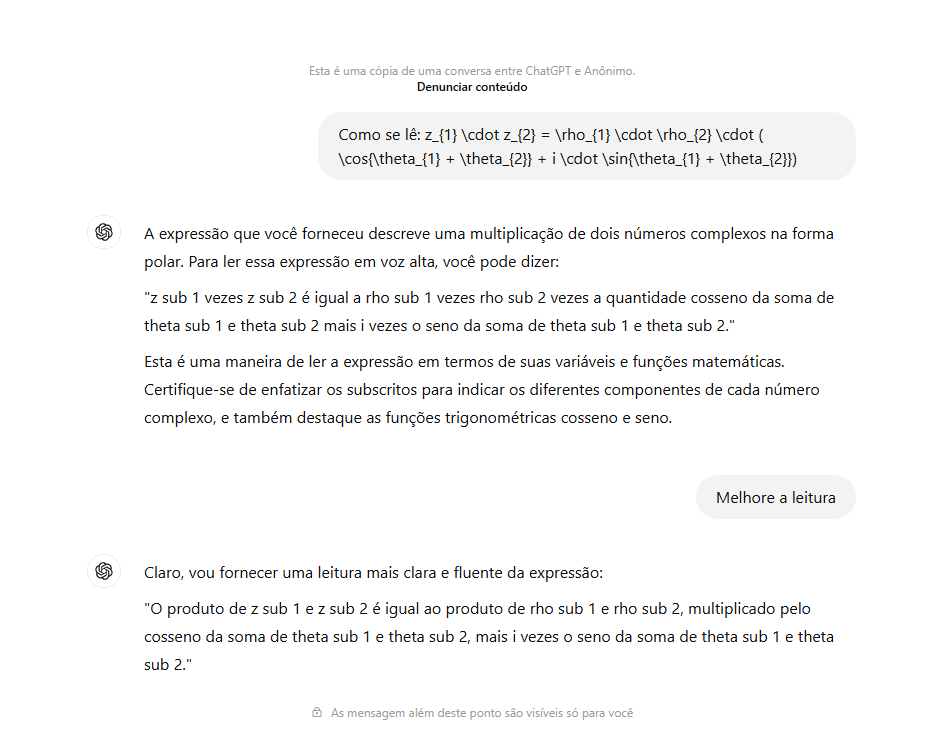 Esta é uma cópia de uma conversa entre ChatGPT e Anônimo.
Denunciar conteúdo
Como se lê: z_{1} \cdot z_{2} = \rho_{1} \cdot \rho_{2} \cdot (
\cos{\theta_{1} + \theta_{2}} + i \cdot \sin{\theta_{1} + \theta_{2}})
A expressão que você forneceu descreve uma multiplicação de dois números complexos na forma
polar. Para ler essa expressão em voz alta, você pode dizer:
"z sub 1 vezes z sub 2 é igual a rho sub 1 vezes rho sub 2 vezes a quantidade cosseno da soma de
theta sub 1 e theta sub 2 mais i vezes o seno da soma de theta sub 1 e theta sub 2."
Esta é uma maneira de ler a expressão em termos de suas variáveis e funções matemáticas.
Certifique-se de enfatizar os subscritos para indicar os diferentes componentes de cada número
complexo, e também destaque as funções trigonométricas cosseno e seno.
Melhore a leitura
Claro, vou fornecer uma leitura mais clara e fluente da expressão:
"O produto de z sub 1 e z sub 2 é igual ao produto de rho sub 1 e rho sub 2, multiplicado pelo
cosseno da soma de theta sub 1 e theta sub 2, mais i vezes o seno da soma de theta sub 1 e theta
sub 2."
As mensagem além deste ponto são visíveis só para você